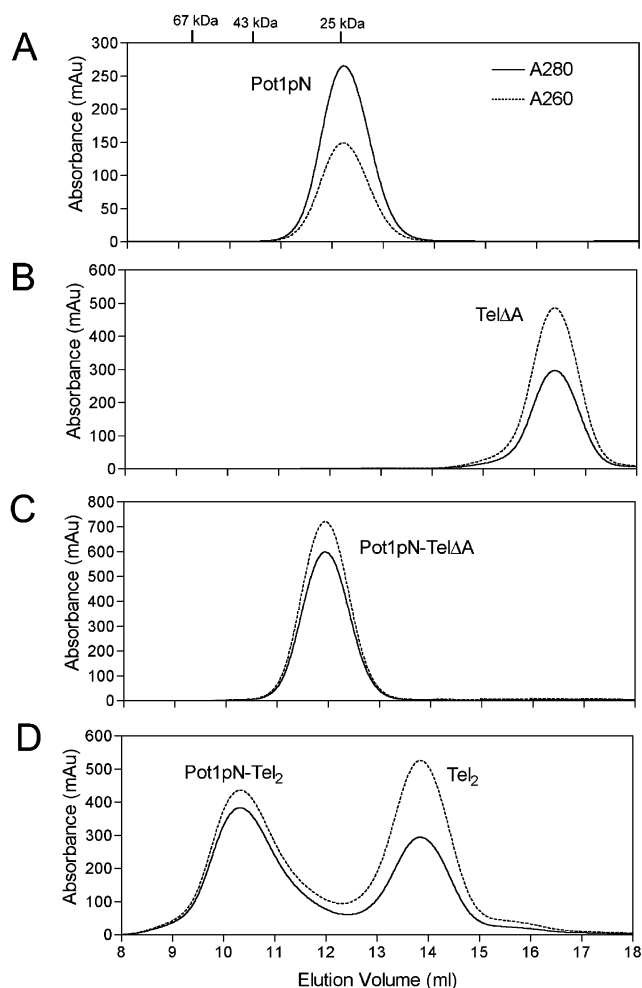 67 kDa 43 kDa 25 kDa
A
300
250
200
150
100
50
0
Absorbance (mAu)
Pot1pN
A280
A260
B
600
500
400
300
200
100
0
Absorbance (mAu)
TelΔA
C
800
700
600
500
400
300
200
100
0
Absorbance (mAu)
Pot1pN-TelΔA
D
600
500
400
300
200
100
0
Absorbance (mAu)
Pot1pN-Tel₂
Tel₂
8 9 10 11 12 13 14 15 16 17 18
Elution Volume (ml)